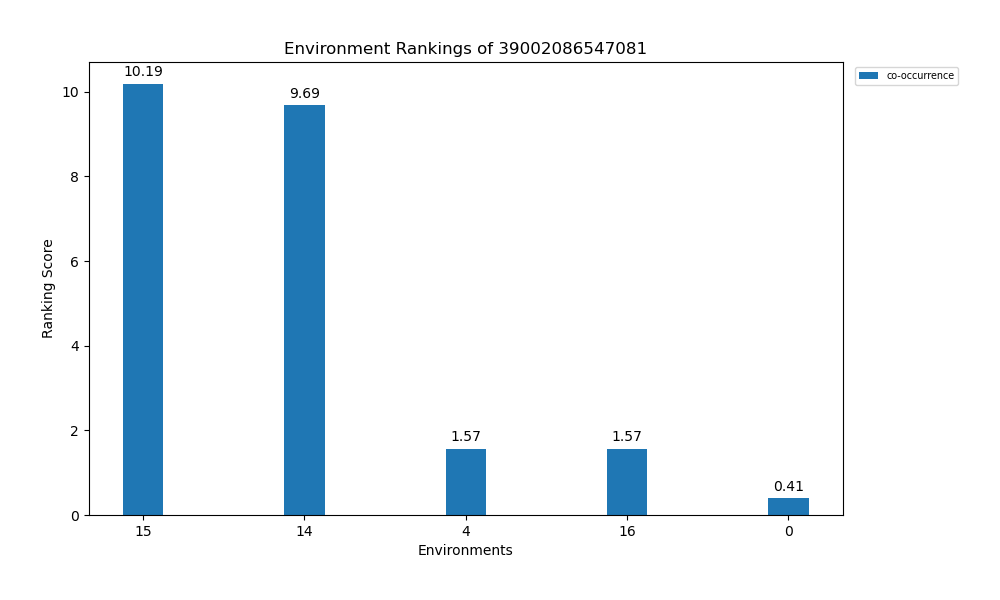 Environment Rankings of 39002086547081
co-occurrence
10.19
9.69
1.57
1.57
0.41
Ranking Score
10
8
6
4
2
0
15 14 4 16 0
Environments